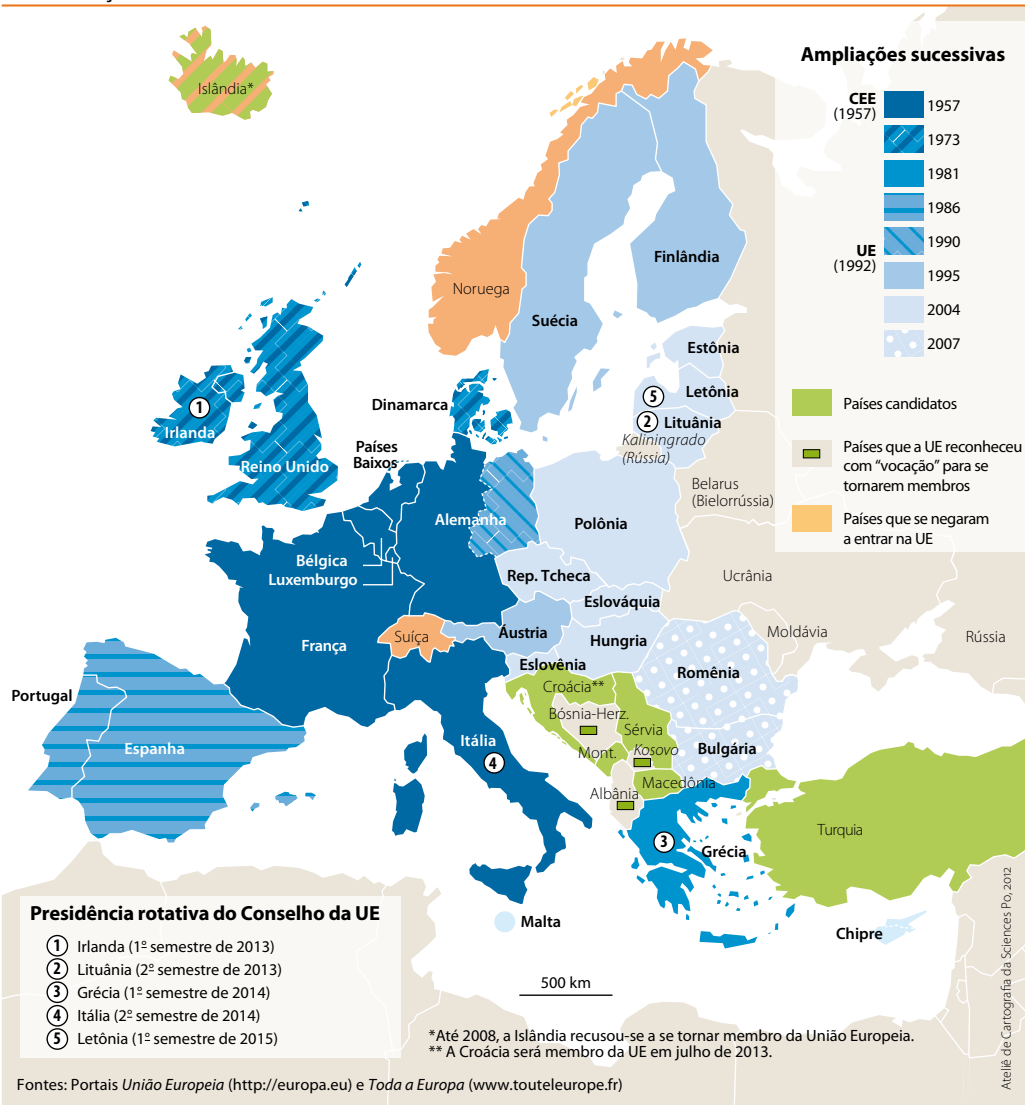 Islândia*
Ampliações sucessivas
CEE
(1957)
1957
1973
1981
1986
UE
(1992)
1990
1995
2004
2007
Países candidatos
Países que a UE reconheceu
com “vocação” para se
tornarem membros
Países que se negaram
a entrar na UE
Noruega
Finlândia
Suécia
Estônia
Letônia
5
2
Lituânia
Kaliningrado
(Rússia)
Dinamarca
1
Irlanda
Reino Unido
Países
Baixos
Belarus
(Bielorrússia)
Alemanha
Polônia
Bélgica
Luxemburgo
Rep. Tcheca
Ucrânia
Eslováquia
França
Suíça
Áustria
Hungria
Moldávia
Rússia
Eslovênia
Romênia
Croácia**
Portugal
Espanha
Bósnia-Herz.
Sérvia
Itália
4
Mont.
Kosovo
Bulgária
Macedônia
Albânia
3
Grécia
Turquia
Malta
Chipre
Presidência rotativa do Conselho da UE
1 Irlanda (1º semestre de 2013)
2 Lituânia (2º semestre de 2013)
3 Grécia (1º semestre de 2014)
4 Itália (2º semestre de 2014)
5 Letônia (1º semestre de 2015)
500 km
*Até 2008, a Islândia recusou-se a se tornar membro da União Europeia.
** A Croácia será membro da UE em julho de 2013.
Fontes: Portais União Europeia (http://europa.eu) e Toda a Europa (www.touteleurope.fr)
Ateliê de Cartografia da Sciences Po, 2012